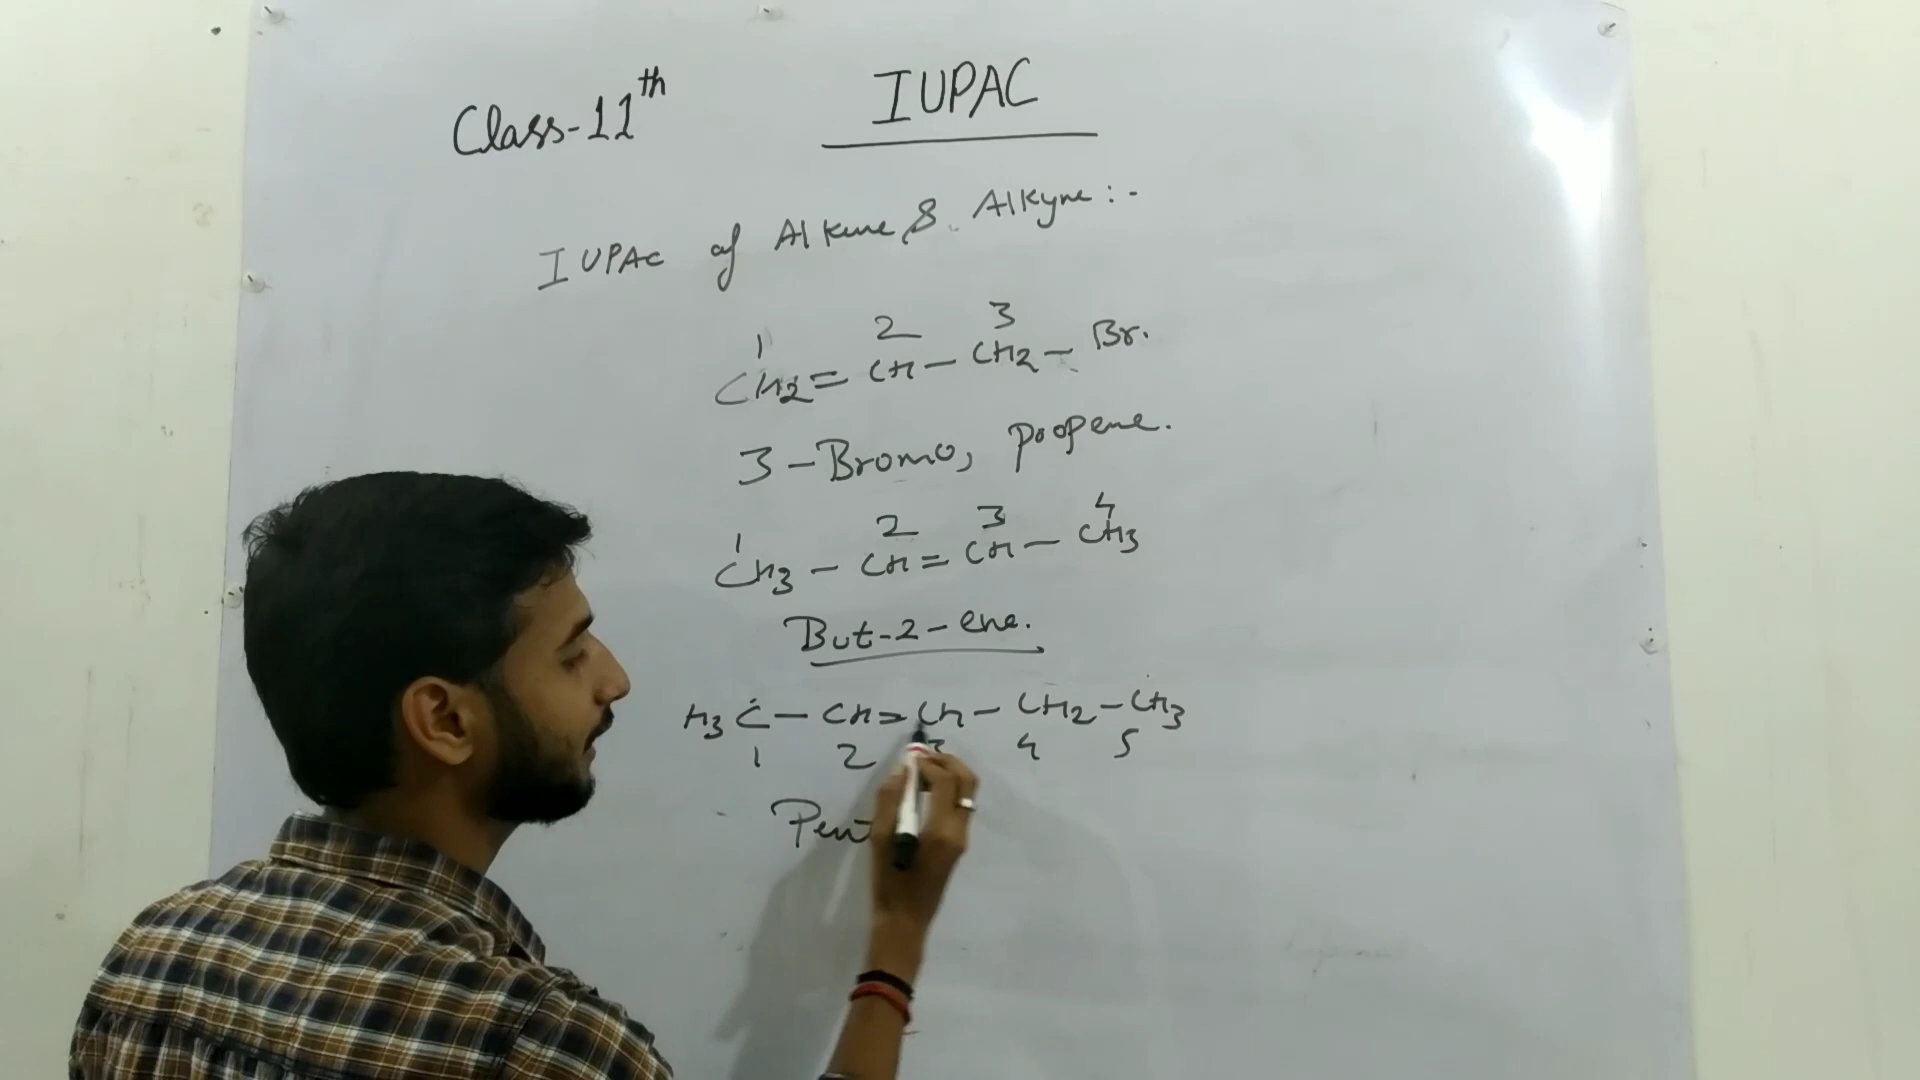 Class-11th
IUPAC
IUPAC of Alkene & Alkyne:-
1 2 3
CH2=CH-CH2-Br.
3-Bromo, propene.
1 2 3 4
CH3-CH=CH-CH3
But-2-ene.
H3C-CH=CH-CH2-CH3
1 2 3 4 5
Pent